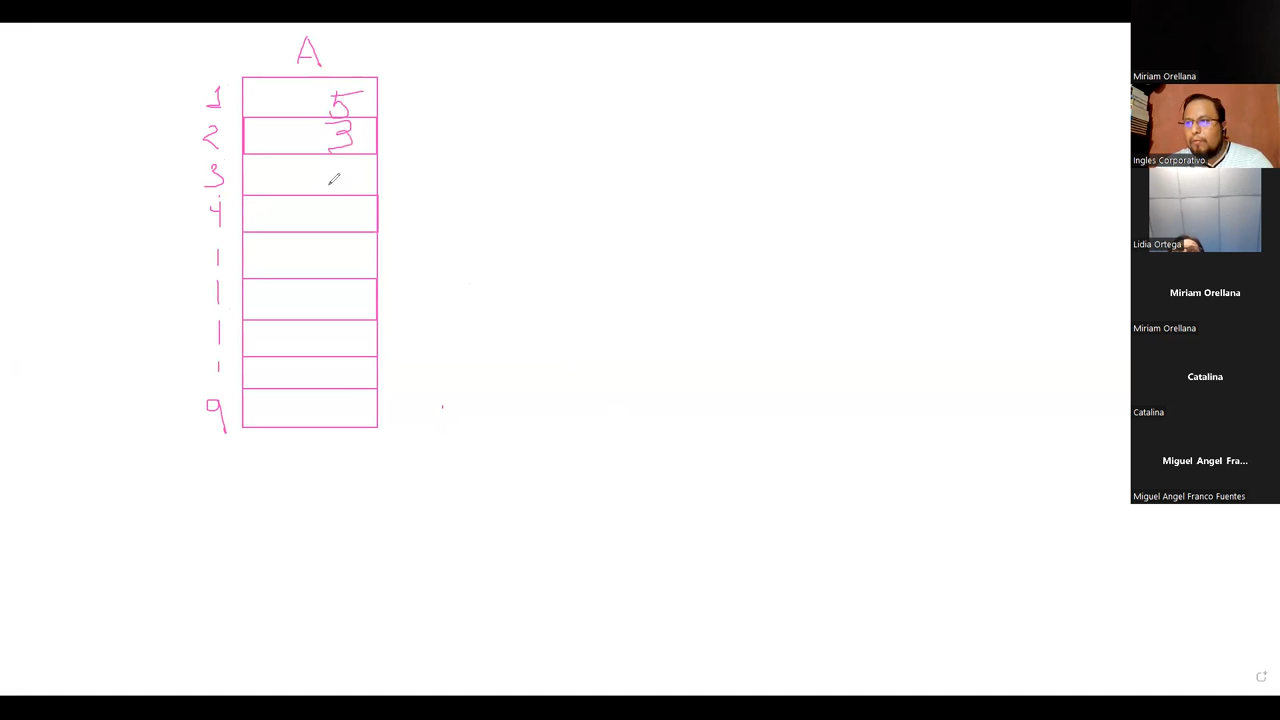 A
1 5
2 3
3
4
9
Miriam Orellana
Ingles Corporativo
Lidia Ortega
Miriam Orellana
Miriam Orellana
Catalina
Catalina
Miguel Angel Fra...
Miguel Angel Franco Fuentes